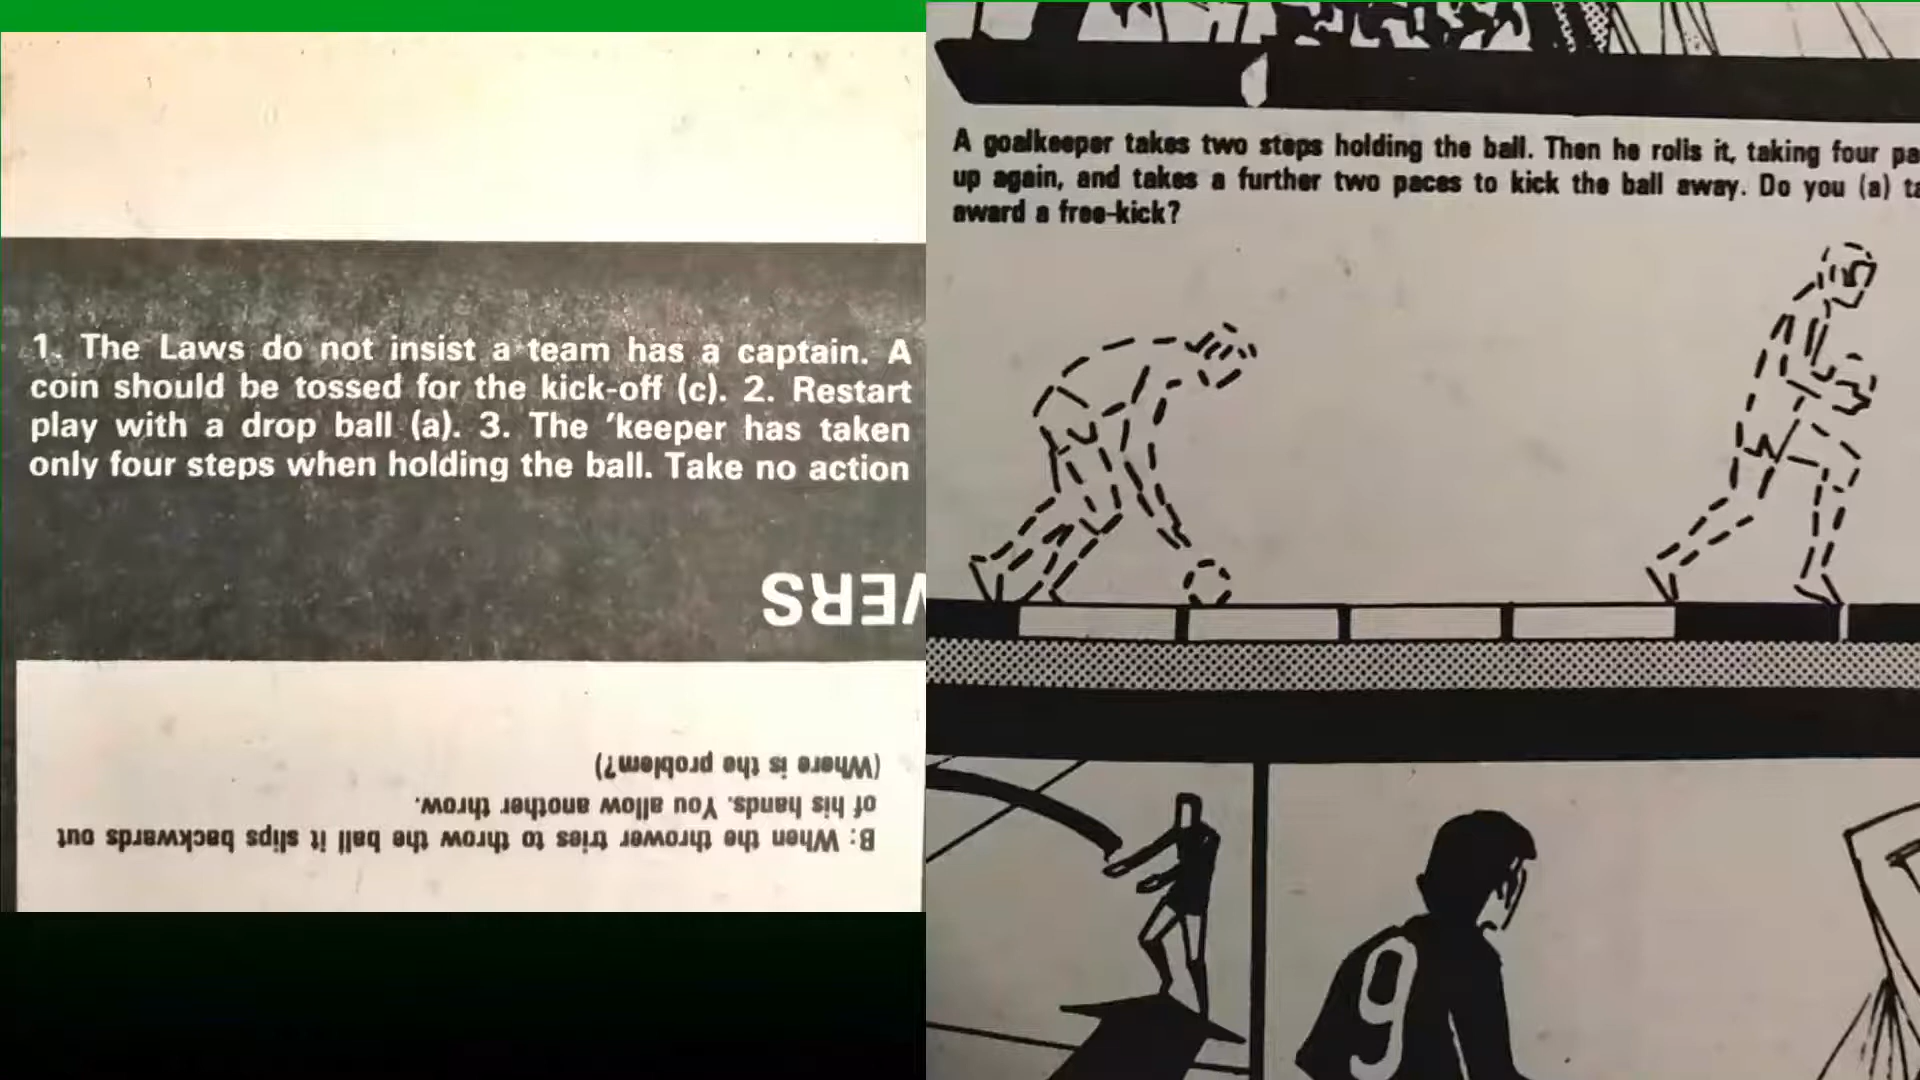 1. The Laws do not insist a team has a captain. A
coin should be tossed for the kick-off (c). 2. Restart
play with a drop ball (a). 3. The 'keeper has taken
only four steps when holding the ball. Take no action
VERS
B: When the thrower tries to throw the ball it slips backwards out
of his hands. You allow another throw.
(Where is the problem?)
A goalkeeper takes two steps holding the ball. Then he rolls it, taking four pa
up again, and takes a further two paces to kick the ball away. Do you (a) ta
award a free-kick?
9